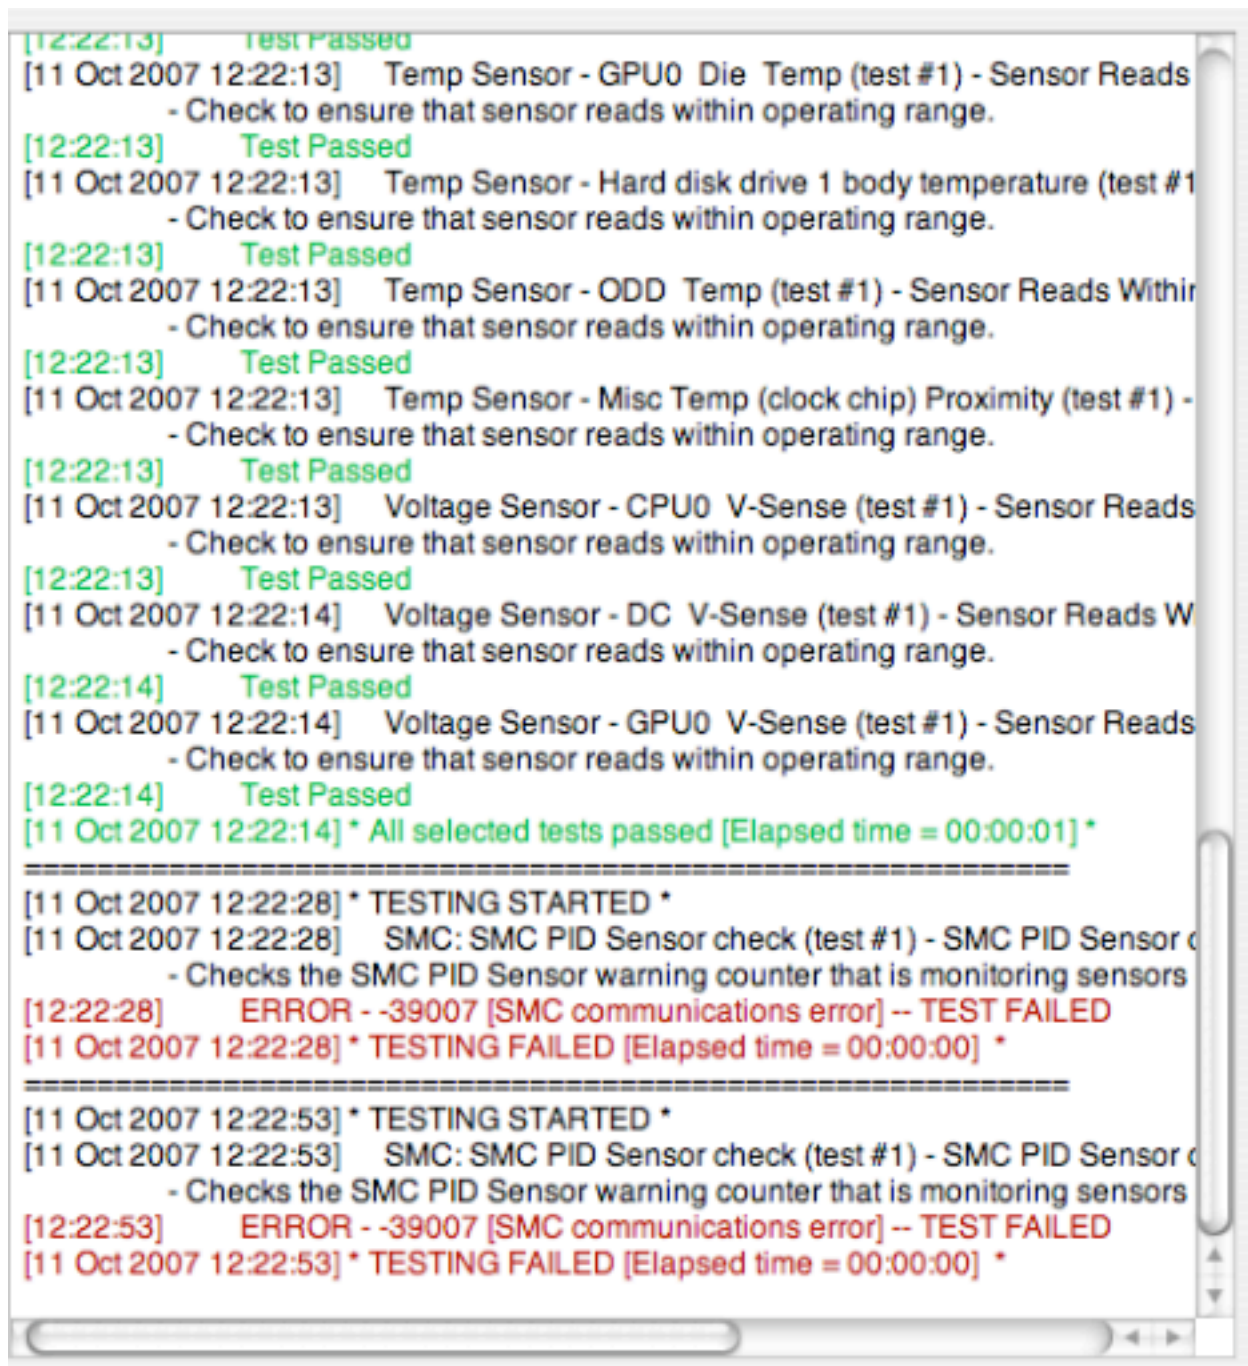 [12:22:13] Test Passed
[11 Oct 2007 12:22:13] Temp Sensor - GPU0 Die Temp (test #1) - Sensor Reads
- Check to ensure that sensor reads within operating range.
[12:22:13] Test Passed
[11 Oct 2007 12:22:13] Temp Sensor - Hard disk drive 1 body temperature (test #1
- Check to ensure that sensor reads within operating range.
[12:22:13] Test Passed
[11 Oct 2007 12:22:13] Temp Sensor - ODD Temp (test #1) - Sensor Reads Within
- Check to ensure that sensor reads within operating range.
[12:22:13] Test Passed
[11 Oct 2007 12:22:13] Temp Sensor - Misc Temp (clock chip) Proximity (test #1) -
- Check to ensure that sensor reads within operating range.
[12:22:13] Test Passed
[11 Oct 2007 12:22:13] Voltage Sensor - CPU0 V-Sense (test #1) - Sensor Reads
- Check to ensure that sensor reads within operating range.
[12:22:13] Test Passed
[11 Oct 2007 12:22:14] Voltage Sensor - DC V-Sense (test #1) - Sensor Reads W
- Check to ensure that sensor reads within operating range.
[12:22:14] Test Passed
[11 Oct 2007 12:22:14] Voltage Sensor - GPU0 V-Sense (test #1) - Sensor Reads
- Check to ensure that sensor reads within operating range.
[12:22:14] Test Passed
[11 Oct 2007 12:22:14] * All selected tests passed [Elapsed time = 00:00:01] *
==========================================================
[11 Oct 2007 12:22:28] * TESTING STARTED *
[11 Oct 2007 12:22:28] SMC: SMC PID Sensor check (test #1) - SMC PID Sensor
- Checks the SMC PID Sensor warning counter that is monitoring sensors
[12:22:28] ERROR - -39007 [SMC communications error] -- TEST FAILED
[11 Oct 2007 12:22:28] * TESTING FAILED [Elapsed time = 00:00:00] *
==========================================================
[11 Oct 2007 12:22:53] * TESTING STARTED *
[11 Oct 2007 12:22:53] SMC: SMC PID Sensor check (test #1) - SMC PID Sensor
- Checks the SMC PID Sensor warning counter that is monitoring sensors
[12:22:53] ERROR - -39007 [SMC communications error] -- TEST FAILED
[11 Oct 2007 12:22:53] * TESTING FAILED [Elapsed time = 00:00:00] *